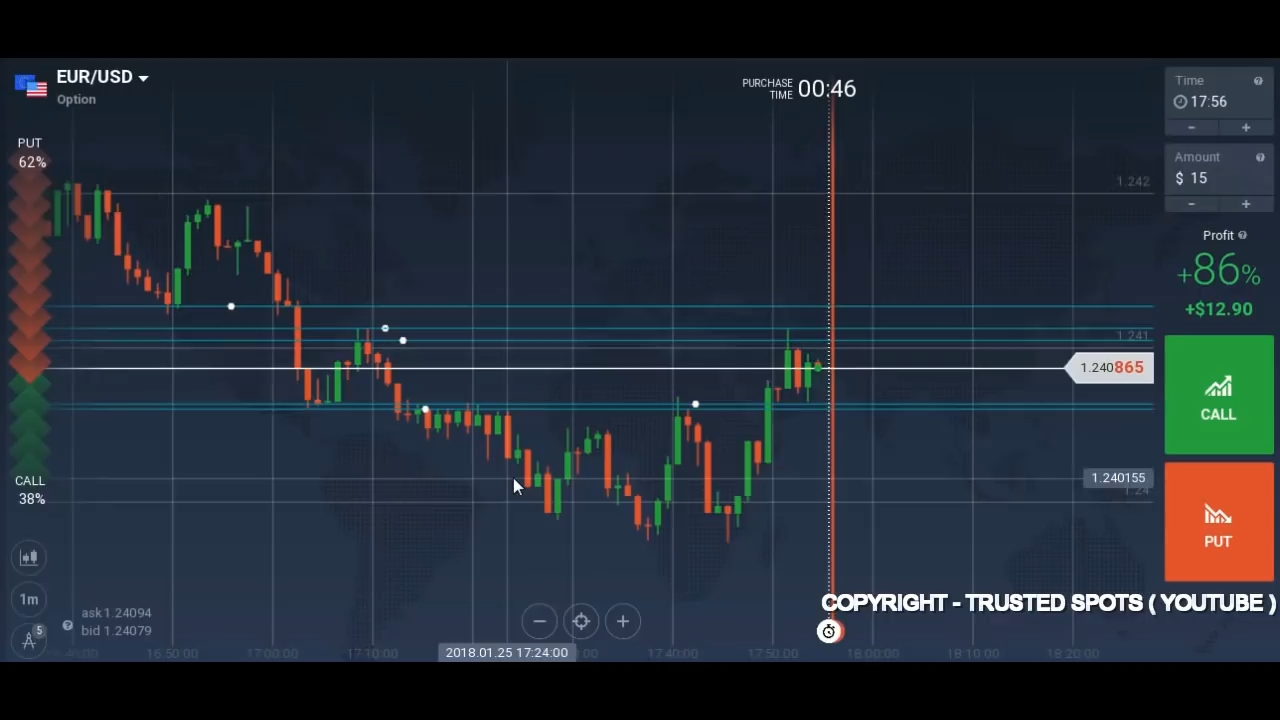 EUR/USD
Option
PUT
62%
CALL
38%
1m
5
ask 1.24094
bid 1.24079
PURCHASE
TIME
00:46
1.242
1.241
1.240865
1.240155
1.24
16:50:00
17:00:00
17:10:00
2018.01.25 17:24:00
17:40:00
17:50:00
18:00:00
18:10:00
18:20:00
Time
17:56
- +
Amount
$ 15
- +
Profit
+86%
+$12.90
CALL
PUT
COPYRIGHT - TRUSTED SPOTS ( YOUTUBE )